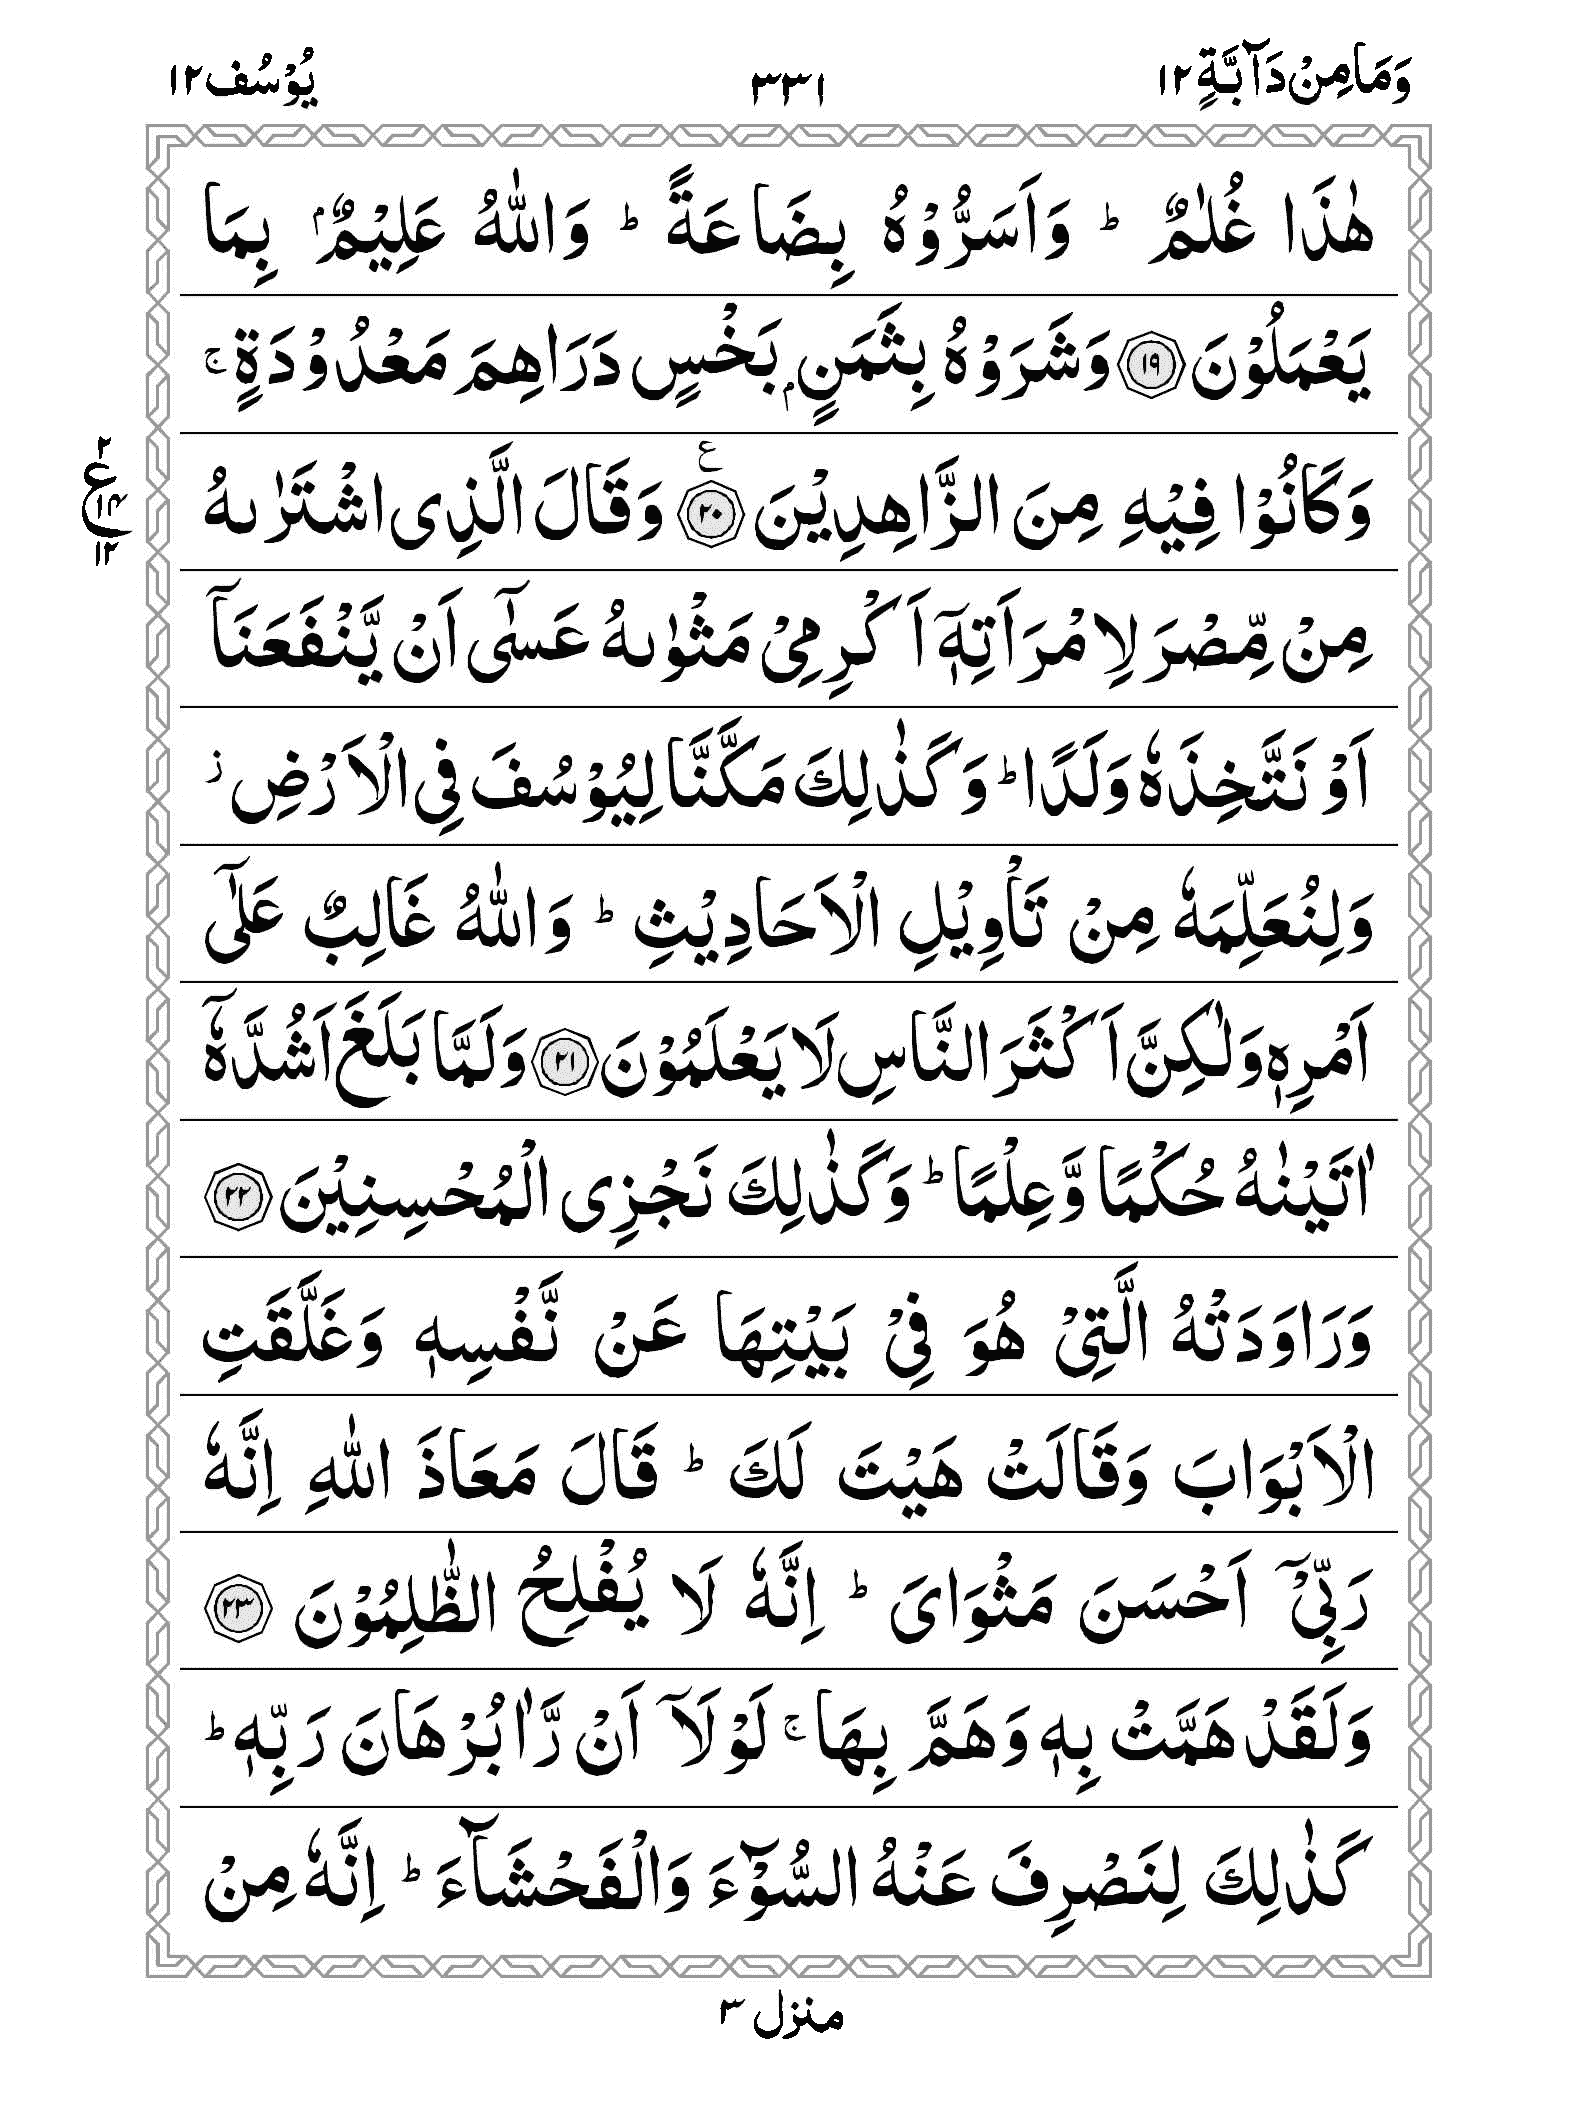 وَمَا مِنْ دَآبَّةٍ ١٢ ٣٣١ يُوْسُف ١٢
هٰذَا غُلٰمٌ ؕ وَاَسَرُّوْهُ بِضَاعَةً ؕ وَاللّٰهُ عَلِيْمٌۢ بِمَا
يَعْمَلُوْنَ ﴿١٩﴾ وَشَرَوْهُ بِثَمَنٍۭ بَخْسٍ دَرَاهِمَ مَعْدُوْدَةٍ ۚ
وَكَانُوْا فِيْهِ مِنَ الزَّاهِدِيْنَ ﴿٢٠﴾ ع وَقَالَ الَّذِى اشْتَرٰىهُ
٢ ع ١٤ ١٢
مِنْ مِّصْرَ لِامْرَاَتِهٖۤ اَكْرِمِيْ مَثْوٰىهُ عَسٰۤى اَنْ يَّنْفَعَنَاۤ
اَوْ نَتَّخِذَهٗ وَلَدًا ؕ وَكَذٰلِكَ مَكَّنَّا لِيُوْسُفَ فِى الْاَرْضِ ز
وَلِنُعَلِّمَهٗ مِنْ تَاْوِيْلِ الْاَحَادِيْثِ ؕ وَاللّٰهُ غَالِبٌ عَلٰۤى
اَمْرِهٖ وَلٰكِنَّ اَكْثَرَ النَّاسِ لَا يَعْلَمُوْنَ ﴿٢١﴾ وَلَمَّا بَلَغَ اَشُدَّهٗۤ
اٰتَيْنٰهُ حُكْمًا وَّعِلْمًا ؕ وَكَذٰلِكَ نَجْزِى الْمُحْسِنِيْنَ ﴿٢٢﴾
وَرَاوَدَتْهُ الَّتِيْ هُوَ فِيْ بَيْتِهَا عَنْ نَّفْسِهٖ وَغَلَّقَتِ
الْاَبْوَابَ وَقَالَتْ هَيْتَ لَكَ ؕ قَالَ مَعَاذَ اللّٰهِ اِنَّهٗ
رَبِّيْۤ اَحْسَنَ مَثْوَاىَ ؕ اِنَّهٗ لَا يُفْلِحُ الظّٰلِمُوْنَ ﴿٢٣﴾
وَلَقَدْ هَمَّتْ بِهٖ وَهَمَّ بِهَا ۚ لَوْلَاۤ اَنْ رَّاٰ بُرْهَانَ رَبِّهٖ ؕ
كَذٰلِكَ لِنَصْرِفَ عَنْهُ السُّوْٓءَ وَالْفَحْشَآءَ ؕ اِنَّهٗ مِنْ
منزل ٣